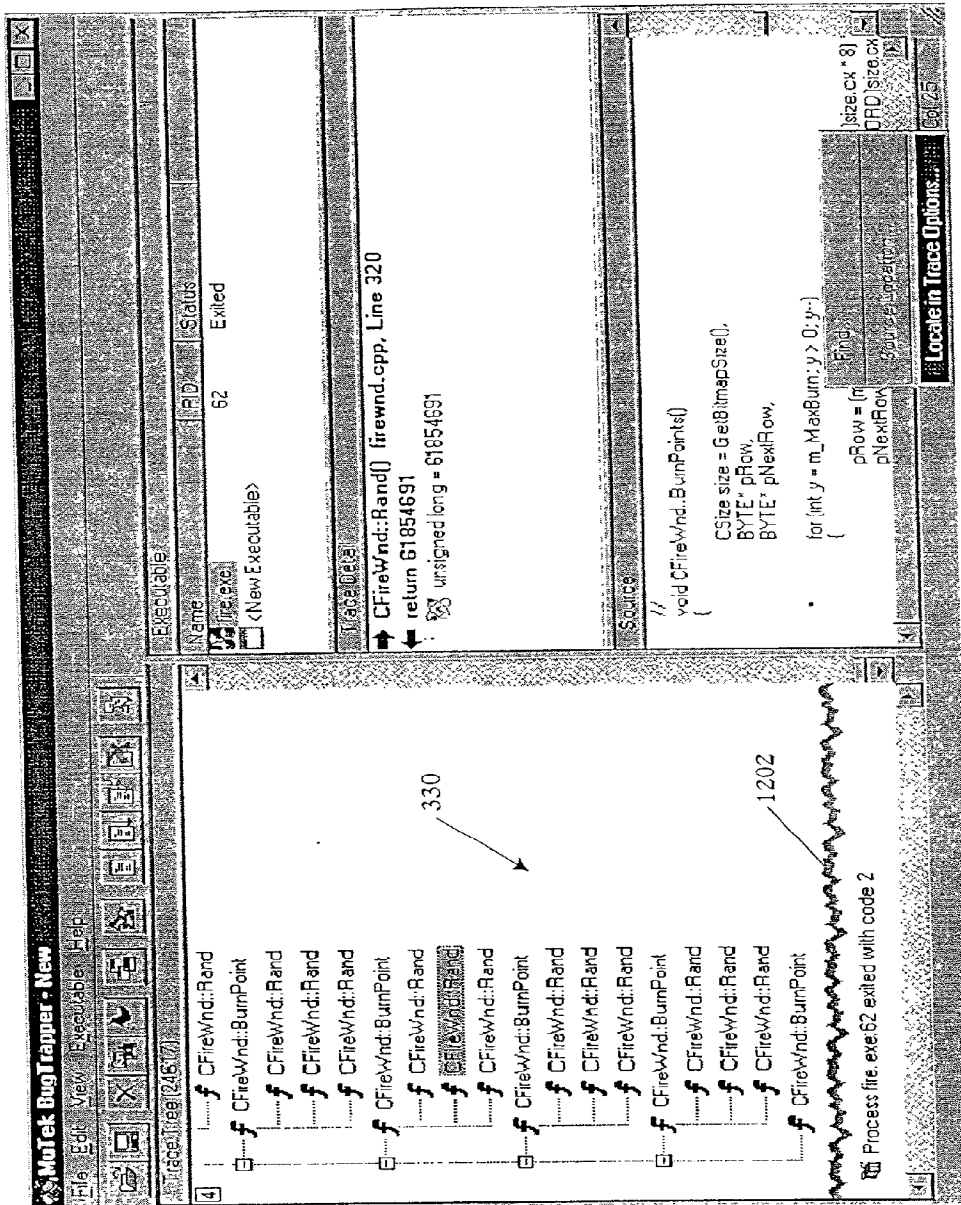 MuTek BugTrapper - New
File Edit View Executable Help
Trace Tree (24617)
4
CFireWnd::Rand
CFireWnd::BurnPoint
CFireWnd::Rand
CFireWnd::Rand
CFireWnd::Rand
CFireWnd::BurnPoint
CFireWnd::Rand
CFireWnd::Rand
CFireWnd::Rand
CFireWnd::BurnPoint
CFireWnd::Rand
CFireWnd::Rand
CFireWnd::Rand
CFireWnd::BurnPoint
CFireWnd::Rand
CFireWnd::Rand
CFireWnd::Rand
CFireWnd::BurnPoint
Process fire.exe:62 exited with code 2
330
1202
Executable
Name PID Status
fire.exe 62 Exited
<New Executable>
Trace Detail
CFireWnd::Rand() firewnd.cpp, Line 320
return 61854691
unsigned long = 61854691
Source
//
void CFireWnd::BurnPoints()
{
CSize size = GetBitmapSize(),
BYTE* pRow,
BYTE* pNextRow,
for (int y = m_MaxBurn; y > 0; y--)
{
pRow = (m
pNextRow
)size.cx * 8)
ORD)size.cx
Find
Source Location
Locate in Trace Options...
Col 25